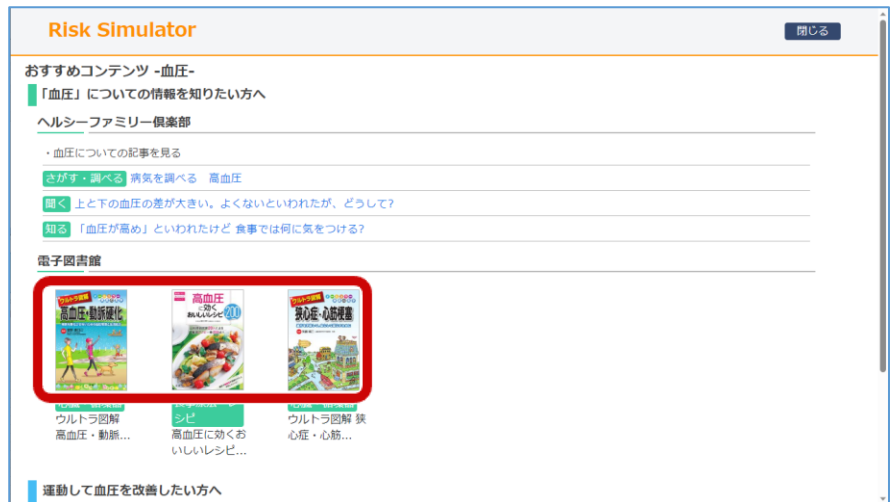 Risk Simulator
閉じる
おすすめコンテンツ -血圧-
「血圧」についての情報を知りたい方へ
ヘルシーファミリー倶楽部
・血圧についての記事を見る
さがす・調べる 病気を調べる 高血圧
聞く 上と下の血圧の差が大きい。よくないといわれたが、どうして?
知る 「血圧が高め」といわれたけど 食事では何に気をつける?
電子図書館
ウルトラ図解
高血圧・動脈硬化
高血圧
に効く
おいしいレシピ
200
ウルトラ図解
狭心症・心筋梗塞
シピ
ウルトラ図解
高血圧・動脈...
高血圧に効くお
いしいレシピ...
ウルトラ図解 狭
心症・心筋...
運動して血圧を改善したい方へ